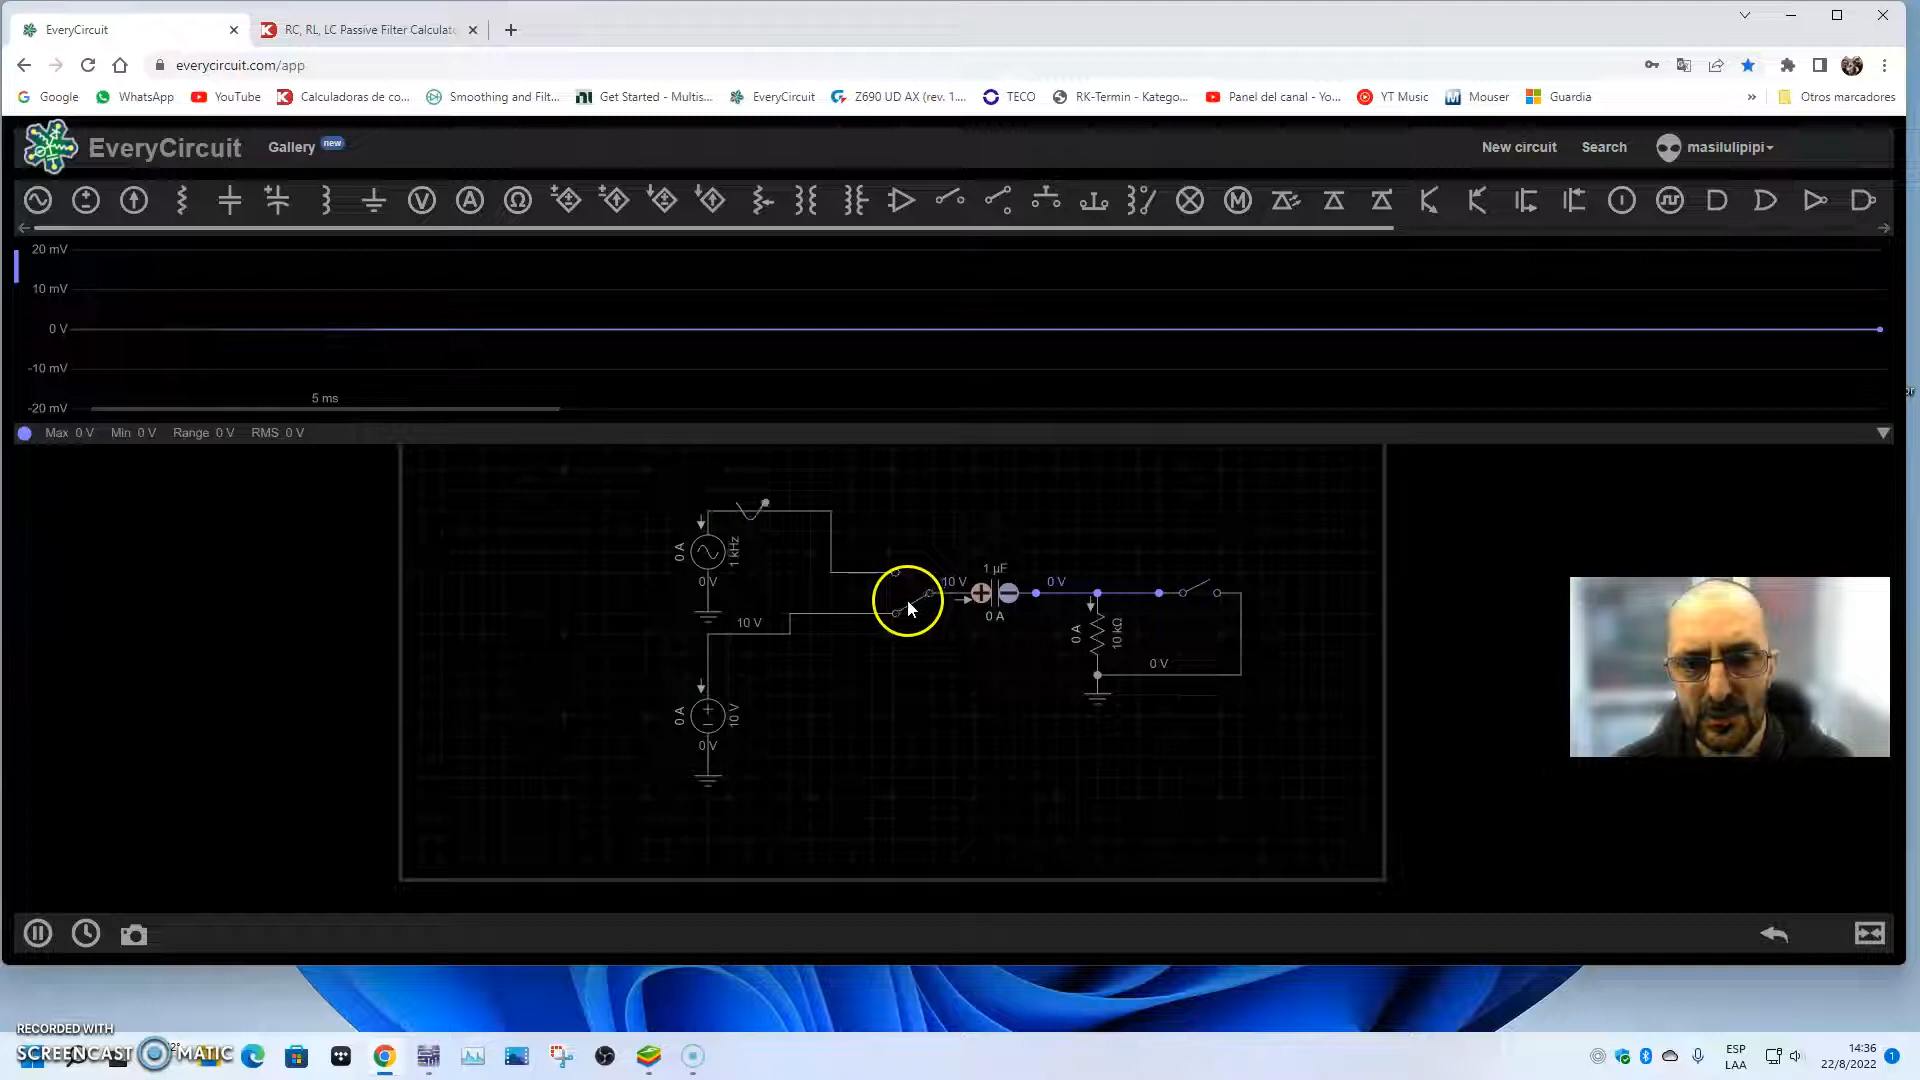 EveryCircuit
RC, RL, LC Passive Filter Calculato
everycircuit.com/app
Google
WhatsApp
YouTube
Calculadoras de co...
Smoothing and Filt...
Get Started - Multis...
EveryCircuit
Z690 UD AX (rev. 1....
TECO
RK-Termin - Katego...
Panel del canal - Yo...
YT Music
Mouser
Guardia
»
Otros marcadores
EveryCircuit
Gallery new
New circuit
Search
masilulipipi
20 mV
10 mV
0 V
-10 mV
-20 mV
5 ms
Max 0 V Min 0 V Range 0 V RMS 0 V
0 A
1 kHz
0 V
10 V
0 A
10 V
0 V
10 V
1 µF
0 A
0 V
0 A
10 kΩ
0 V
RECORDED WITH
SCREENCAST MATIC
ESP
LAA
14:36
22/8/2022
1